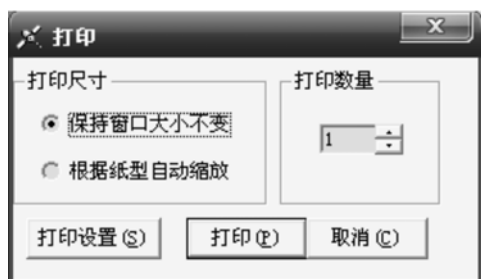 打印
打印尺寸
打印数量
保持窗口大小不变
1
根据纸型自动缩放
打印设置(S)
打印(P)
取消(C)